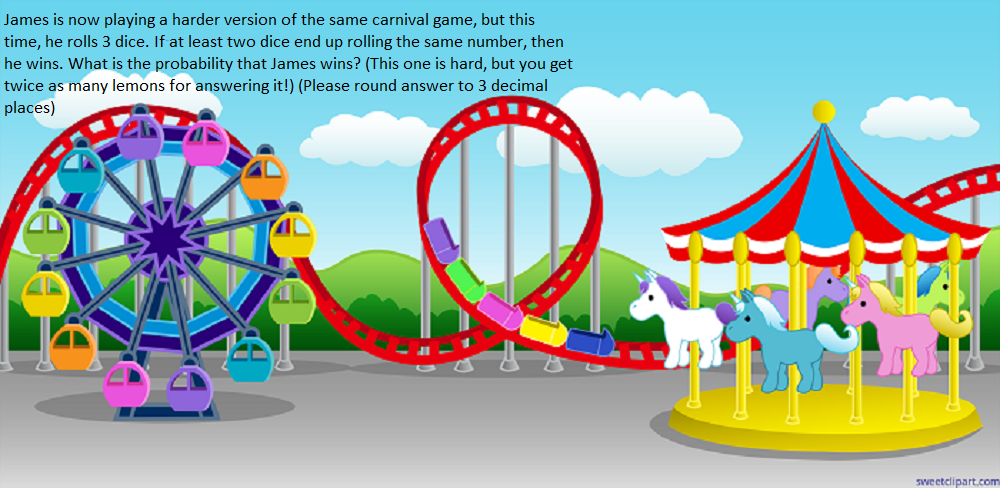 James is now playing a harder version of the same carnival game, but this
time, he rolls 3 dice. If at least two dice end up rolling the same number, then
he wins. What is the probability that James wins? (This one is hard, but you get
twice as many lemons for answering it!) (Please round answer to 3 decimal
places)
sweetclipart.com